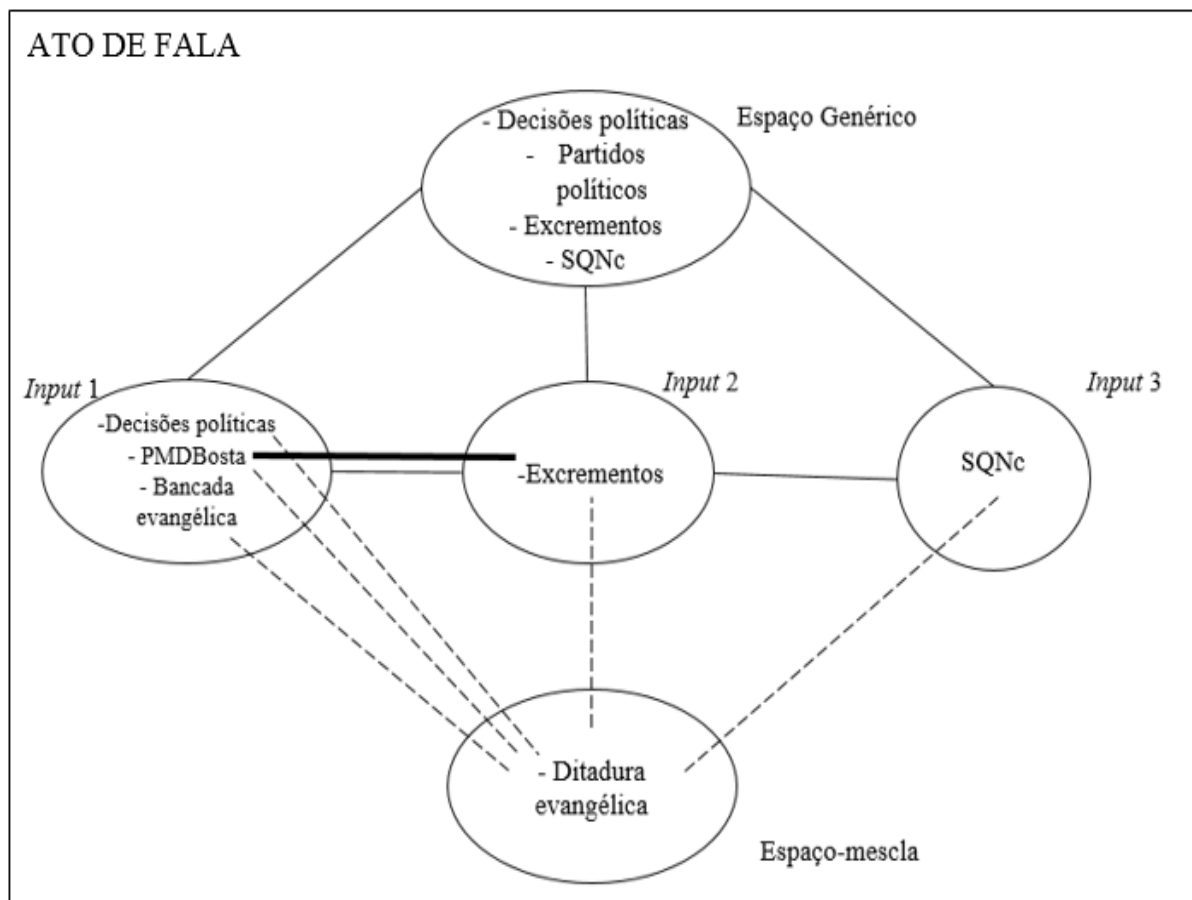 ATO DE FALA
- Decisões políticas
- Partidos
políticos
- Excrementos
- SQNc
Espaço Genérico
Input 1
-Decisões políticas
- PMDBosta
- Bancada
evangélica
Input 2
-Excrementos
Input 3
SQNc
- Ditadura
evangélica
Espaço-mescla